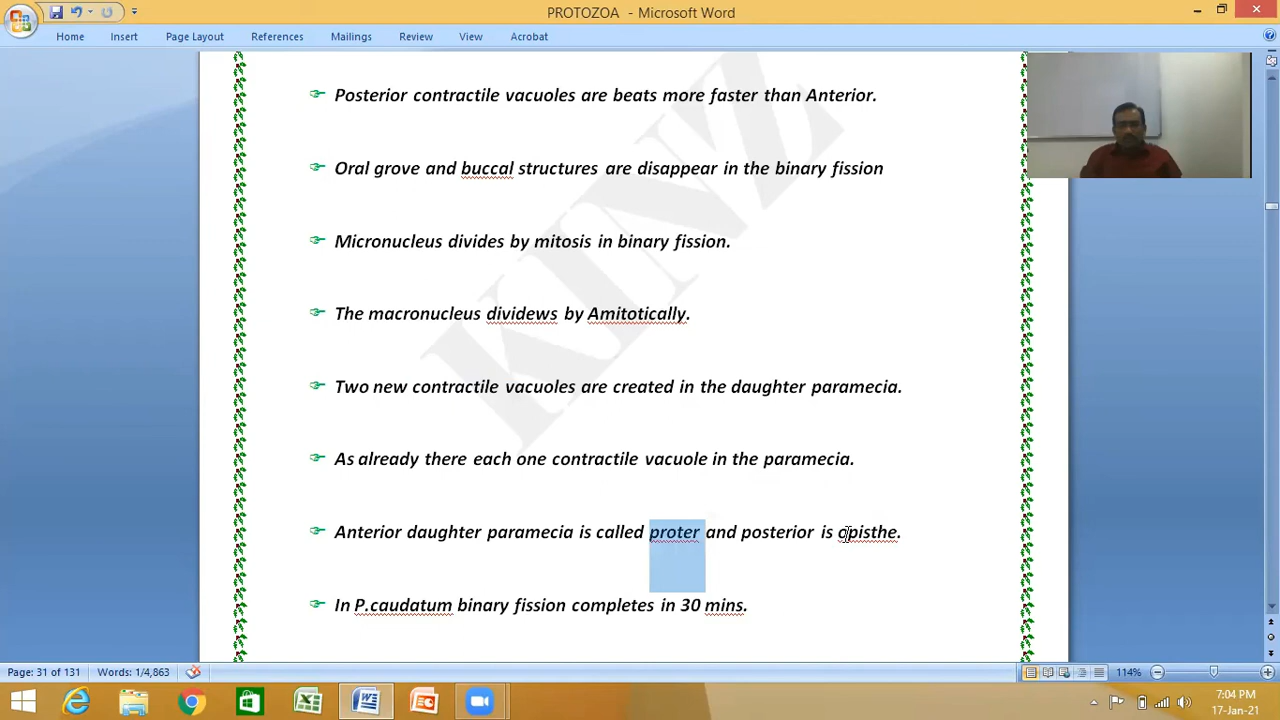 PROTOZOA - Microsoft Word
Home Insert Page Layout References Mailings Review View Acrobat
Posterior contractile vacuoles are beats more faster than Anterior.
Oral grove and buccal structures are disappear in the binary fission
Micronucleus divides by mitosis in binary fission.
The macronucleus dividews by Amitotically.
Two new contractile vacuoles are created in the daughter paramecia.
As already there each one contractile vacuole in the paramecia.
Anterior daughter paramecia is called proter and posterior is opisthe.
In P.caudatum binary fission completes in 30 mins.
KINZ
Page: 31 of 131 Words: 1/4,863 114%
7:04 PM
17-Jan-21